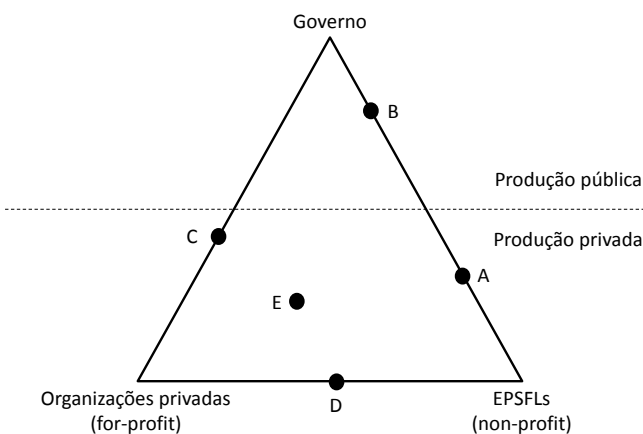 Governo
B
Produção pública
C
Produção privada
A
E
Organizações privadas
(for-profit)
D
EPSFLs
(non-profit)